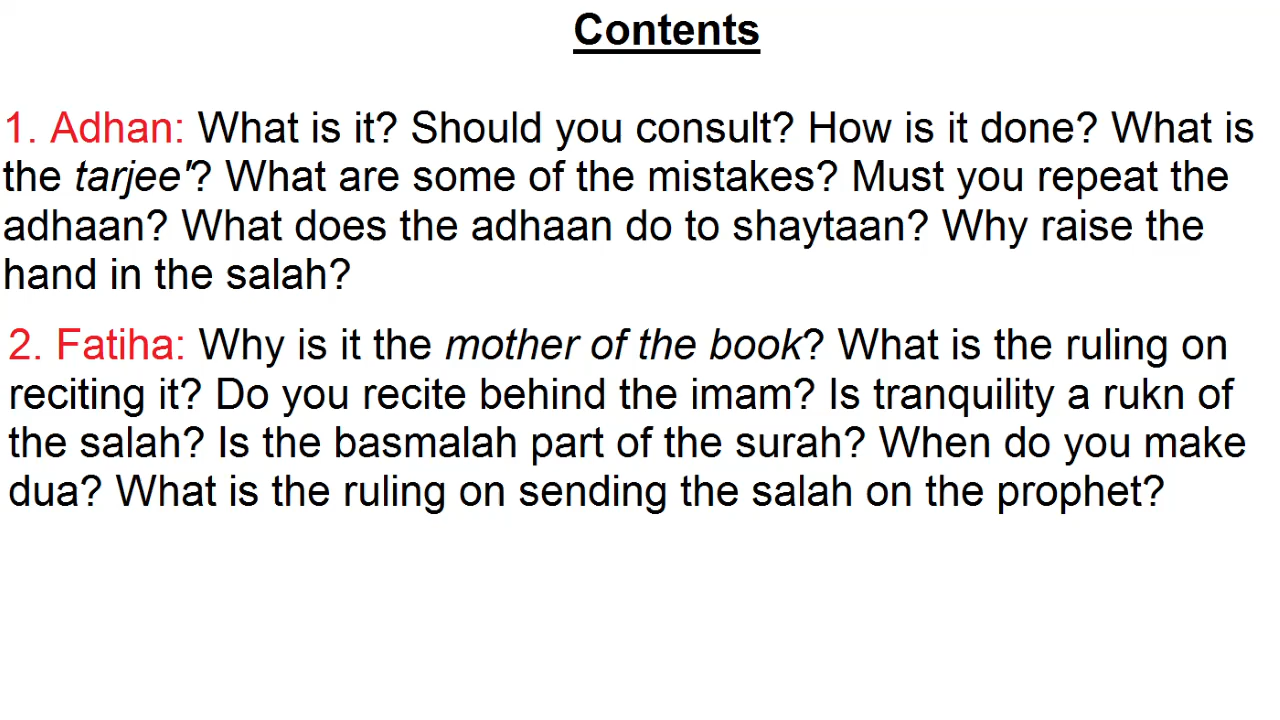 Contents
1. Adhan: What is it? Should you consult? How is it done? What is
the tarjee'? What are some of the mistakes? Must you repeat the
adhaan? What does the adhaan do to shaytaan? Why raise the
hand in the salah?
2. Fatiha: Why is it the mother of the book? What is the ruling on
reciting it? Do you recite behind the imam? Is tranquility a rukn of
the salah? Is the basmalah part of the surah? When do you make
dua? What is the ruling on sending the salah on the prophet?